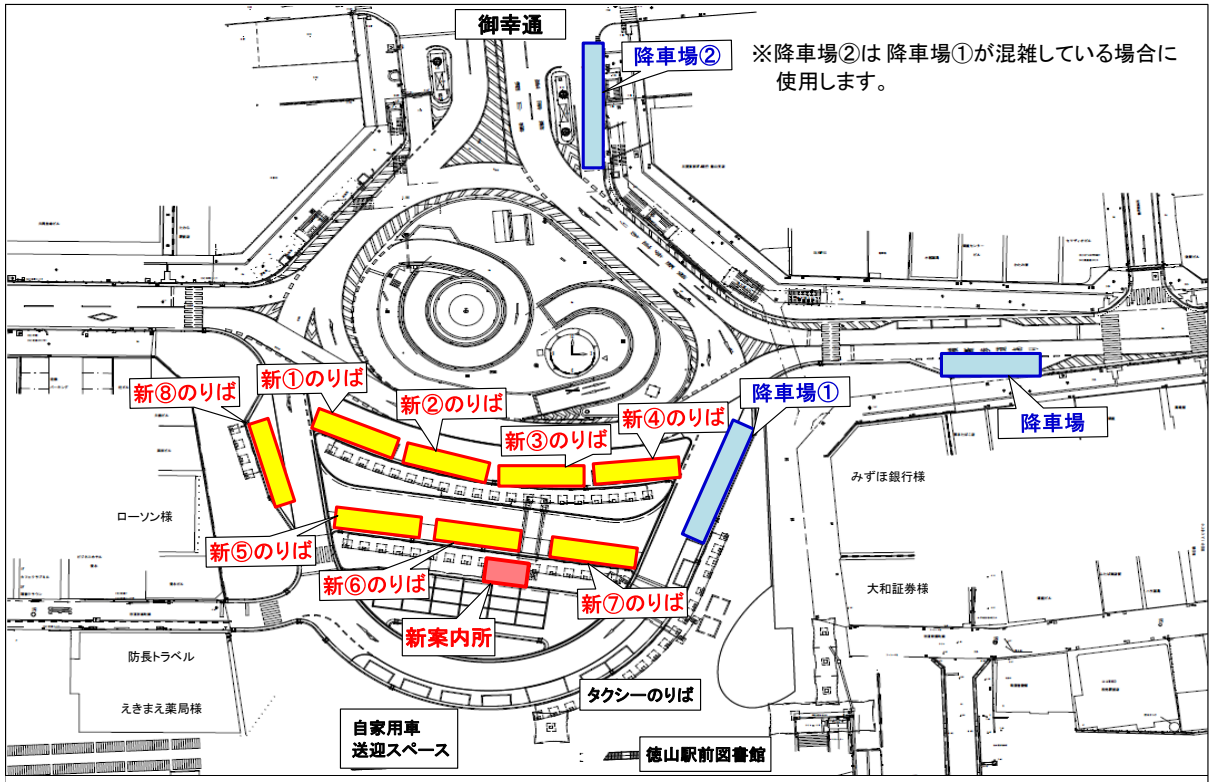 御幸通
降車場②
※降車場②は 降車場①が混雑している場合に
使用します。
新⑧のりば
新①のりば
新②のりば
新③のりば
新④のりば
降車場①
降車場
みずほ銀行様
ローソン様
新⑤のりば
新⑥のりば
新⑦のりば
大和証券様
新案内所
防長トラベル
えきまえ薬局様
タクシーのりば
自家用車
送迎スペース
徳山駅前図書館